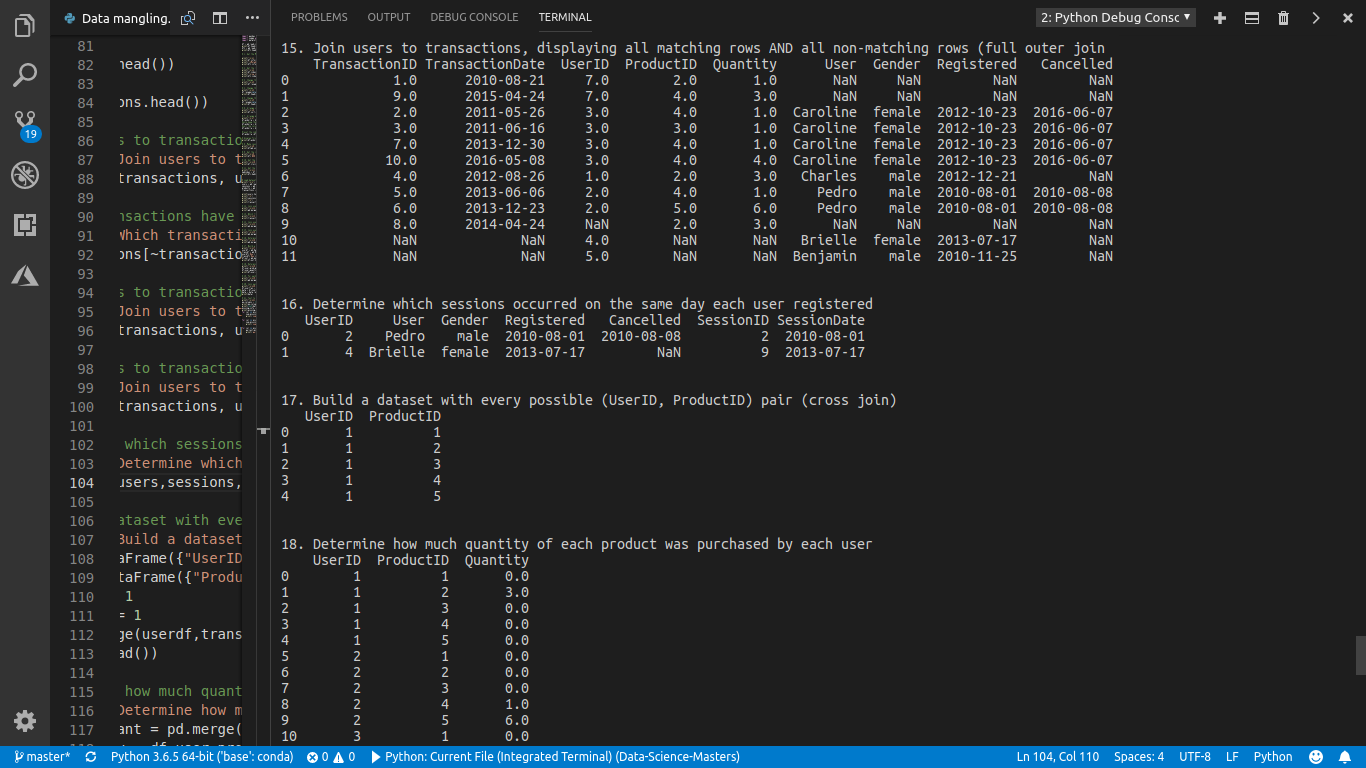 Data mangling.
PROBLEMS OUTPUT DEBUG CONSOLE TERMINAL
2: Python Debug Consc
81
82 head())
83
84 ons.head())
85
86 s to transactio
87 Join users to t
88 transactions, u
89
90 nsactions have
91 Which transacti
92 ons[~transactio
93
94 s to transactio
95 Join users to t
96 transactions, u
97
98 s to transactio
99 Join users to t
100 transactions, u
101
102 which sessions
103 Determine which
104 users,sessions,
105
106 ataset with eve
107 Build a dataset
108 aFrame({"UserID
109 taFrame({"Produ
110 1
111 = 1
112 ge(userdf,trans
113 ad())
114
115 how much quant
116 Determine how m
117 ant = pd.merge(
15. Join users to transactions, displaying all matching rows AND all non-matching rows (full outer join
TransactionID TransactionDate UserID ProductID Quantity User Gender Registered Cancelled
0 1.0 2010-08-21 7.0 2.0 1.0 NaN NaN NaN NaN
1 9.0 2015-04-24 7.0 4.0 3.0 NaN NaN NaN NaN
2 2.0 2011-05-26 3.0 4.0 1.0 Caroline female 2012-10-23 2016-06-07
3 3.0 2011-06-16 3.0 3.0 1.0 Caroline female 2012-10-23 2016-06-07
4 7.0 2013-12-30 3.0 4.0 1.0 Caroline female 2012-10-23 2016-06-07
5 10.0 2016-05-08 3.0 4.0 4.0 Caroline female 2012-10-23 2016-06-07
6 4.0 2012-08-26 1.0 2.0 3.0 Charles male 2012-12-21 NaN
7 5.0 2013-06-06 2.0 4.0 1.0 Pedro male 2010-08-01 2010-08-08
8 6.0 2013-12-23 2.0 5.0 6.0 Pedro male 2010-08-01 2010-08-08
9 8.0 2014-04-24 NaN 2.0 3.0 NaN NaN NaN NaN
10 NaN NaN 4.0 NaN NaN Brielle female 2013-07-17 NaN
11 NaN NaN 5.0 NaN NaN Benjamin male 2010-11-25 NaN
16. Determine which sessions occurred on the same day each user registered
UserID User Gender Registered Cancelled SessionID SessionDate
0 2 Pedro male 2010-08-01 2010-08-08 2 2010-08-01
1 4 Brielle female 2013-07-17 NaN 9 2013-07-17
17. Build a dataset with every possible (UserID, ProductID) pair (cross join)
UserID ProductID
0 1 1
1 1 2
2 1 3
3 1 4
4 1 5
18. Determine how much quantity of each product was purchased by each user
UserID ProductID Quantity
0 1 1 0.0
1 1 2 3.0
2 1 3 0.0
3 1 4 0.0
4 1 5 0.0
5 2 1 0.0
6 2 2 0.0
7 2 3 0.0
8 2 4 1.0
9 2 5 6.0
10 3 1 0.0
19
master* Python 3.6.5 64-bit ('base': conda) 0 0 Python: Current File (Integrated Terminal) (Data-Science-Masters) Ln 104, Col 110 Spaces: 4 UTF-8 LF Python